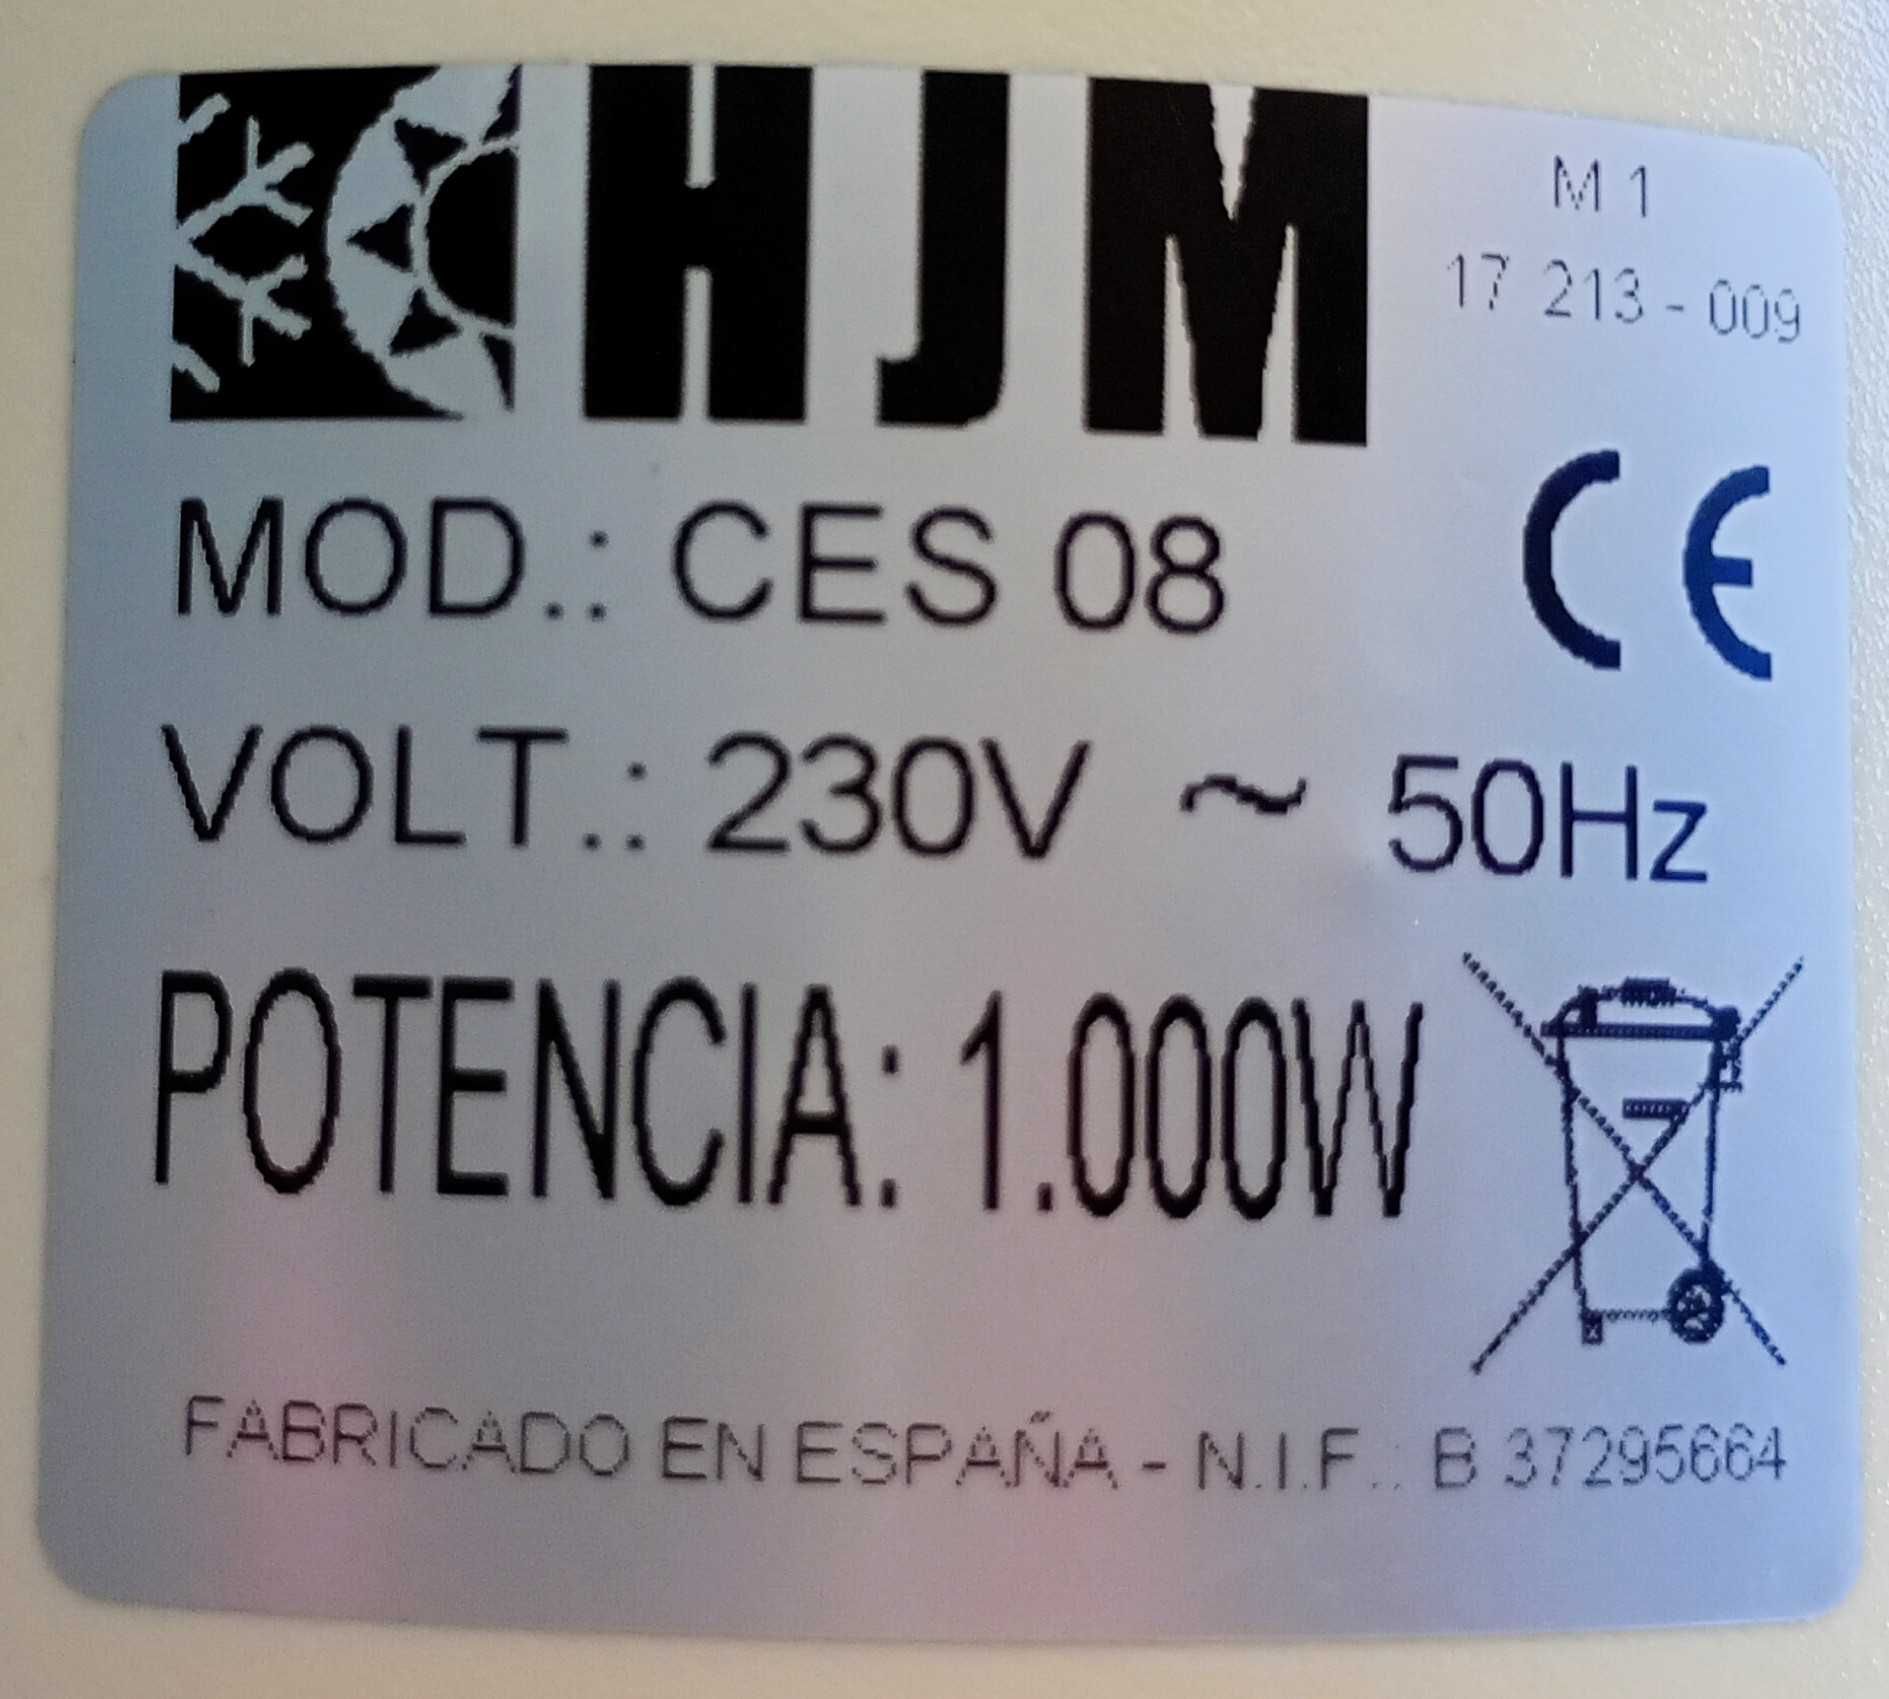 HJM
M 1
17 213 - 009
MOD.: CES 08
CE
VOLT.: 230V ~ 50Hz
POTENCIA: 1.000W
FABRICADO EN ESPAÑA - N.I.F.: B 37295664